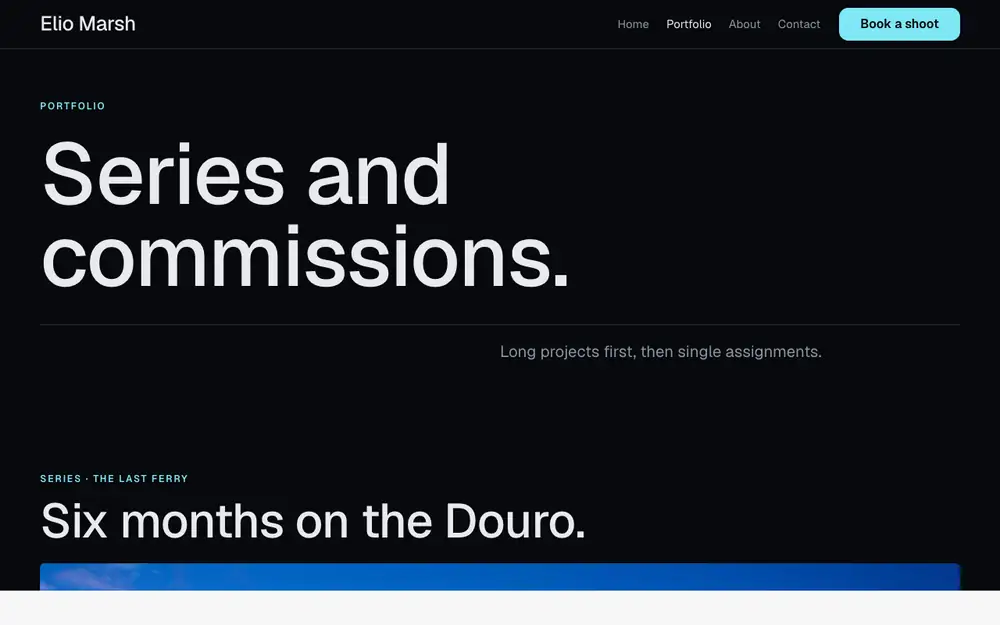 Elio Marsh
Home
Portfolio
About
Contact
Book a shoot
PORTFOLIO
Series and
commissions.
Long projects first, then single assignments.
SERIES · THE LAST FERRY
Six months on the Douro.